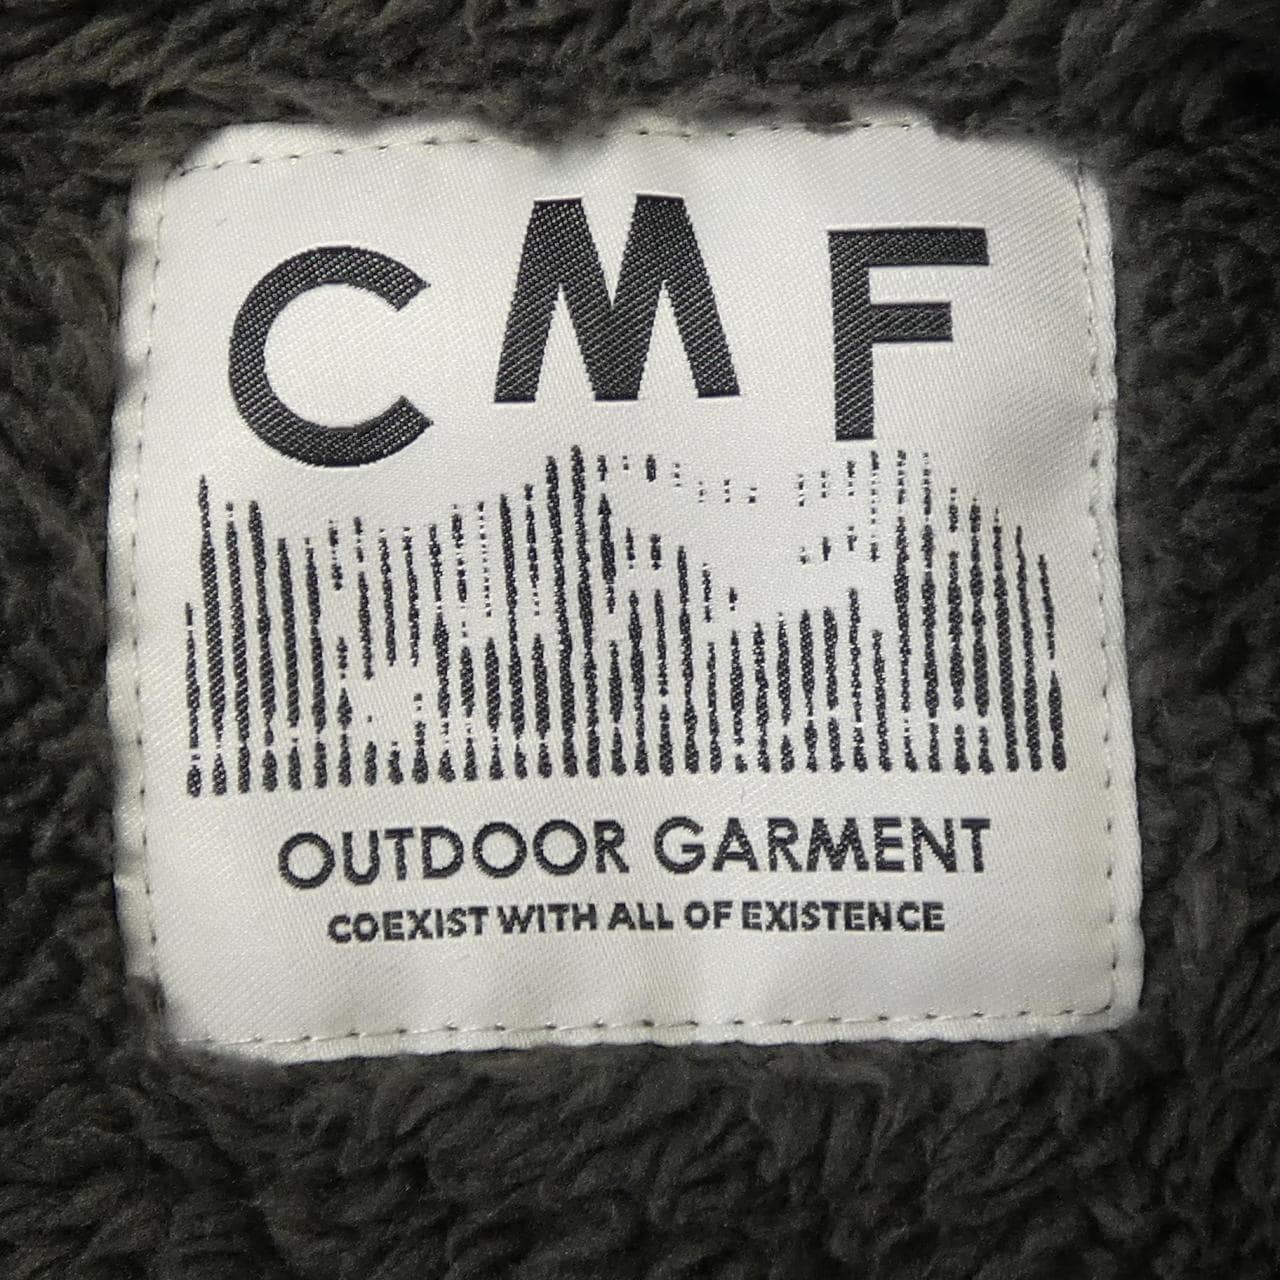 CMF
OUTDOOR GARMENT
COEXIST WITH ALL OF EXISTENCE